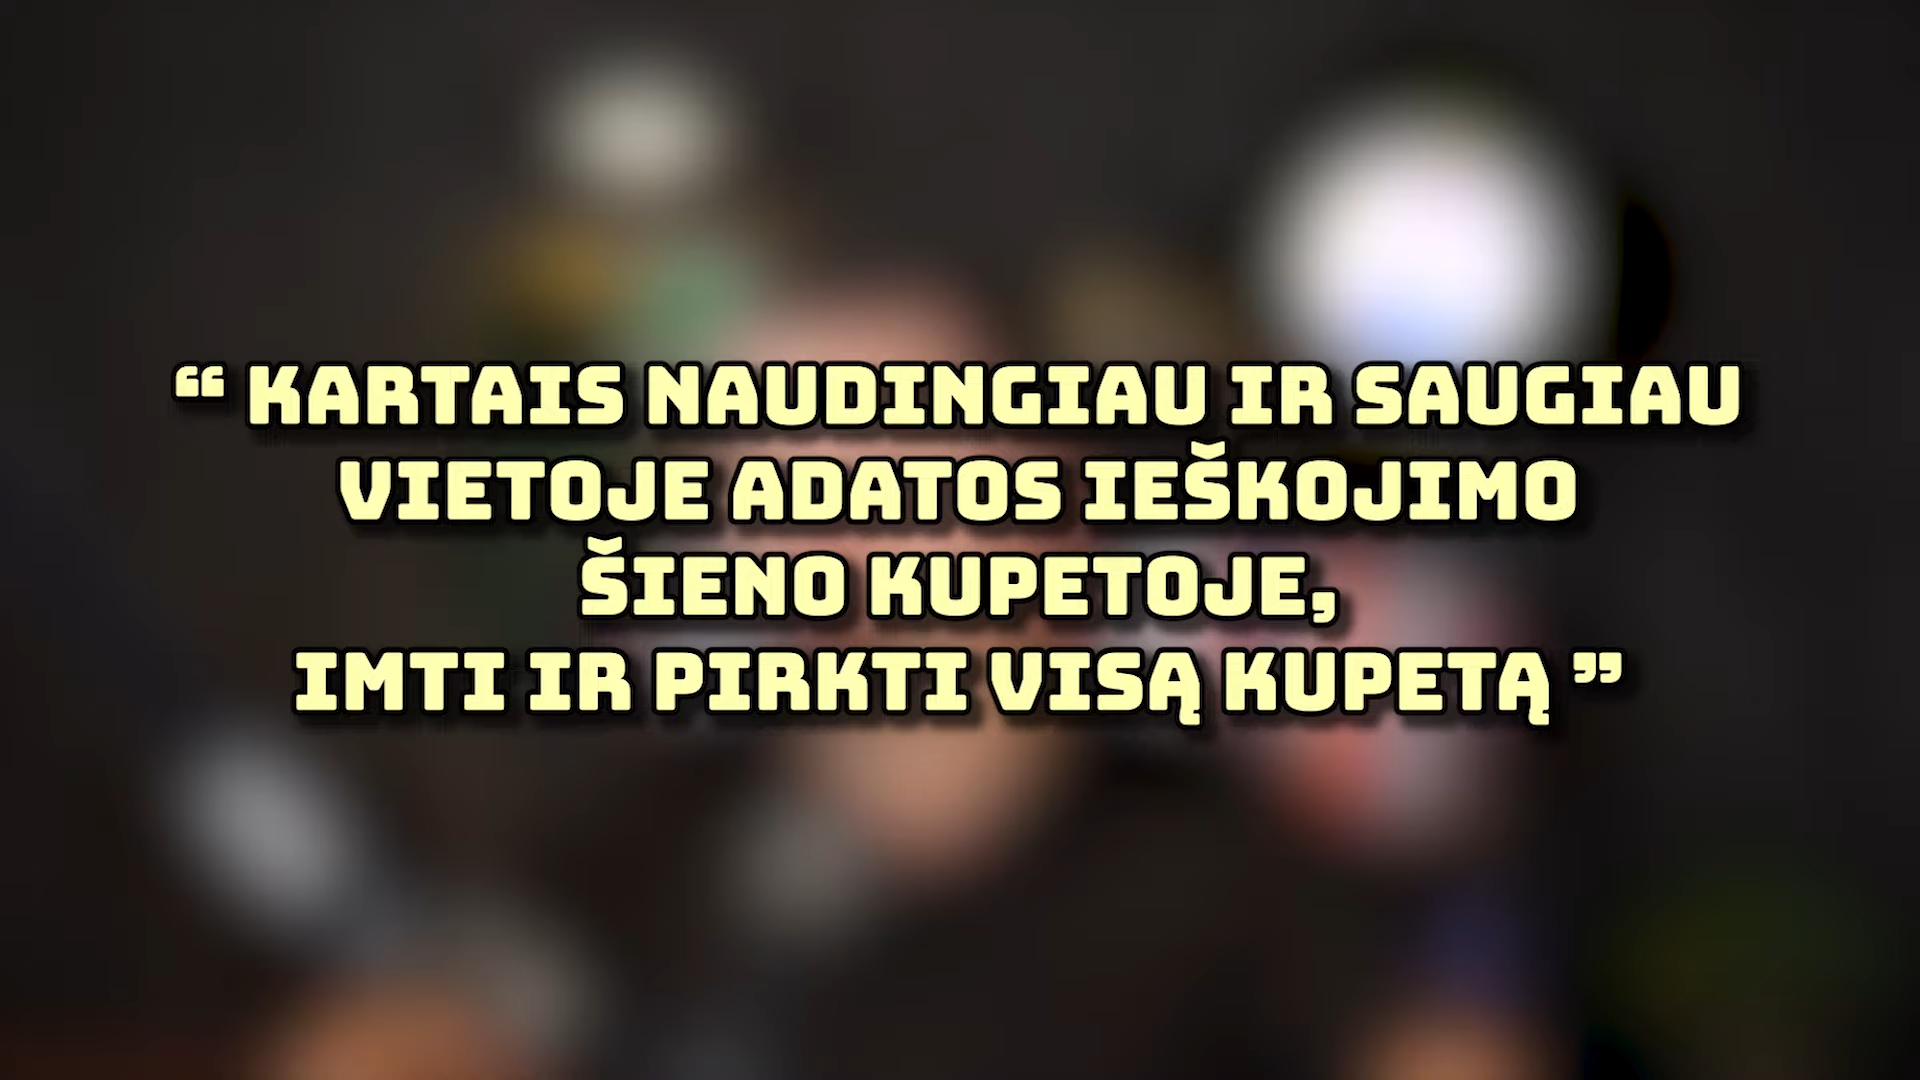 “ KARTAIS NAUDINGIAU IR SAUGIAU
VIETOJE ADATOS IEŠKOJIMO
ŠIENO KUPETOJE,
IMTI IR PIRKTI VISĄ KUPETĄ ”